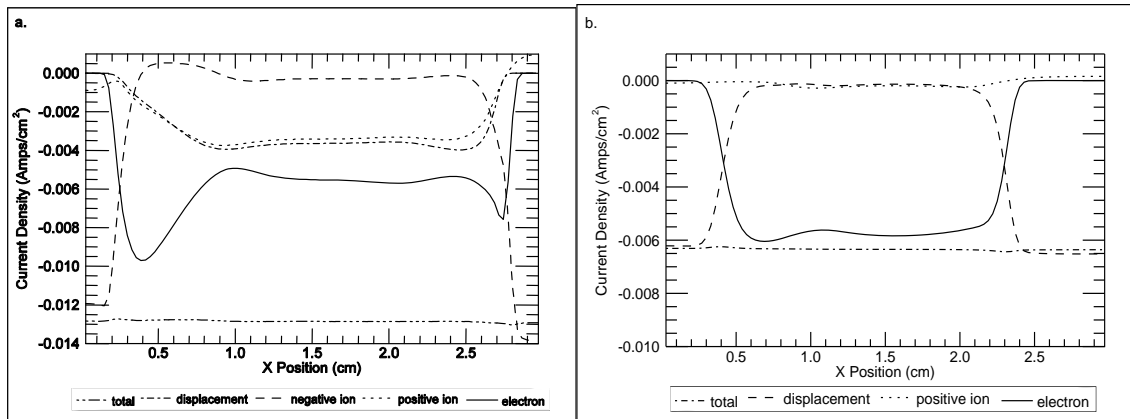 a.
0.000
-0.002
-0.004
-0.006
-0.008
-0.010
-0.012
-0.014
Current Density (Amps/cm²)
0.5 1.0 1.5 2.0 2.5
X Position (cm)
total displacement negative ion positive ion electron
b.
0.000
-0.002
-0.004
-0.006
-0.008
-0.010
Current Density (Amps/cm²)
0.5 1.0 1.5 2.0 2.5
X Position (cm)
total displacement positive ion electron